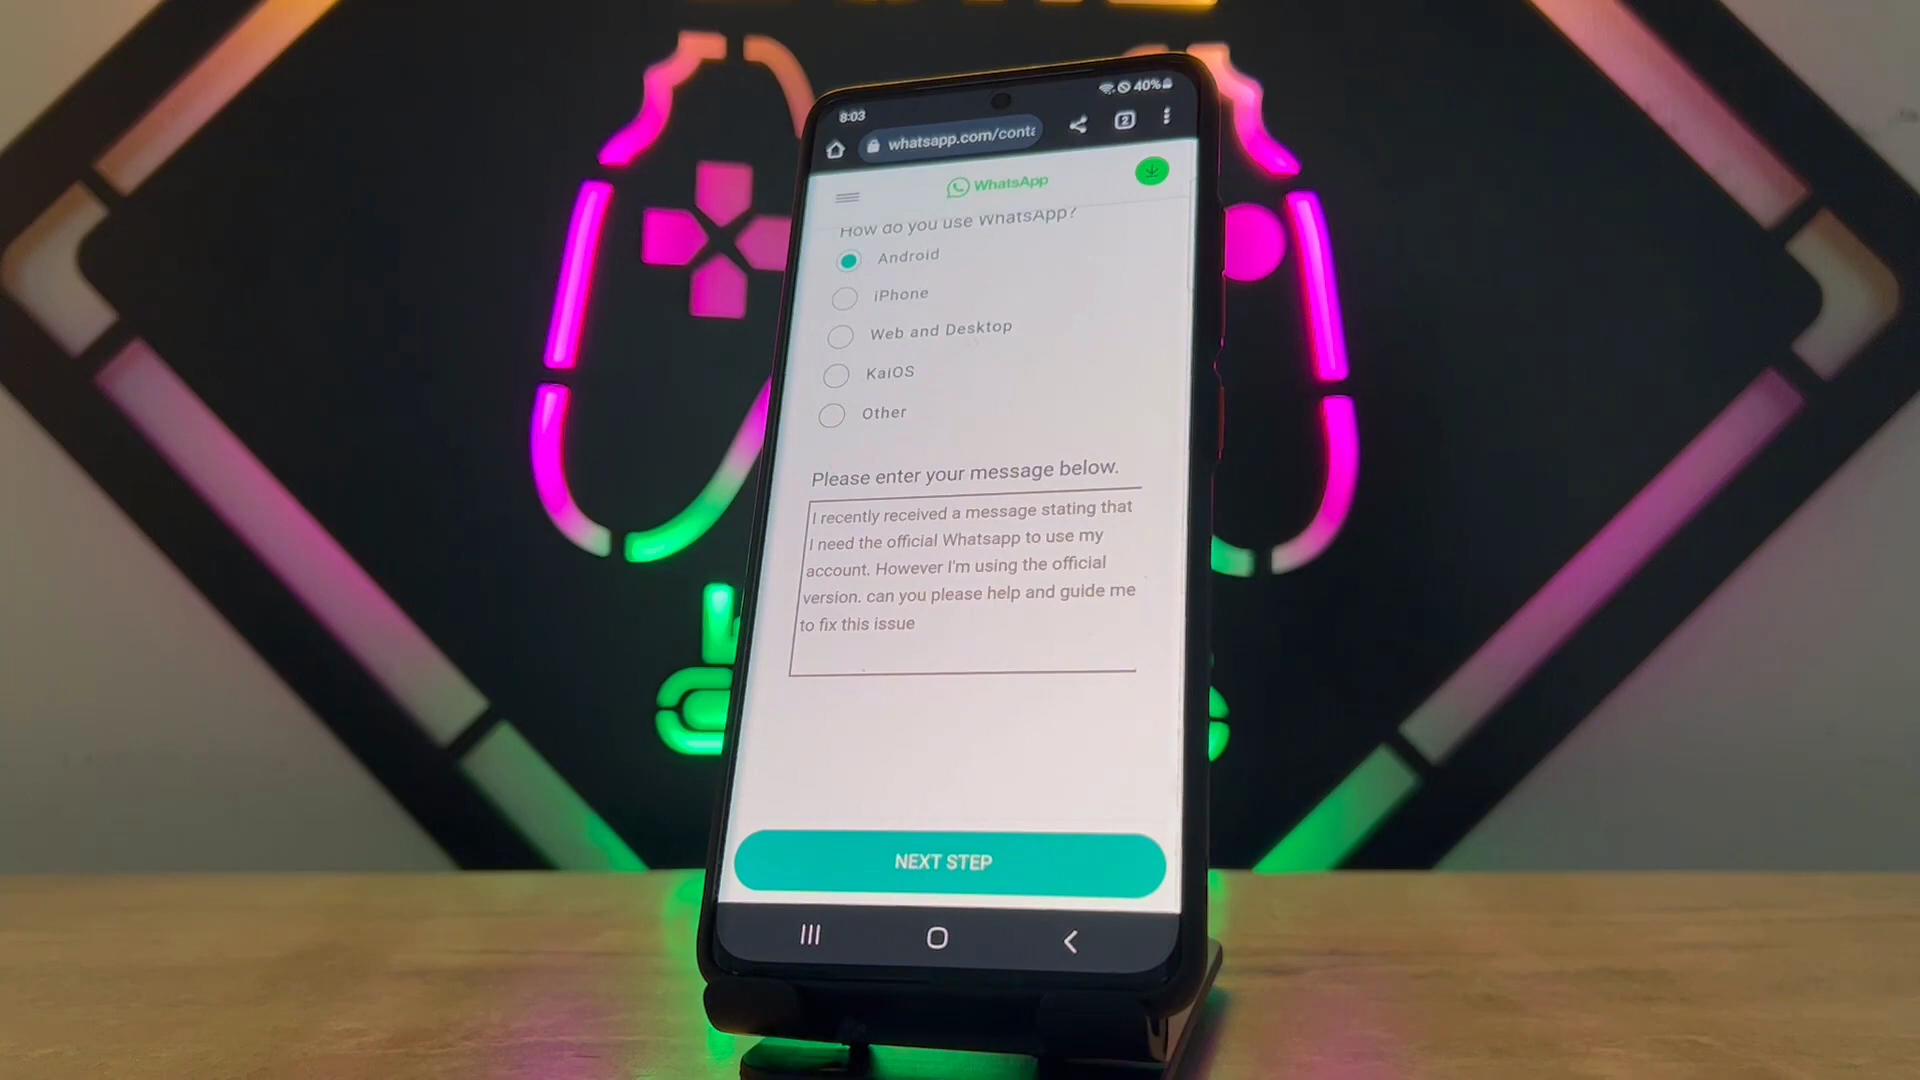 8:03
40%
whatsapp.com/conta
2
WhatsApp
How do you use WhatsApp?
Android
iPhone
Web and Desktop
KaiOS
Other
Please enter your message below.
I recently received a message stating that
I need the official Whatsapp to use my
account. However I'm using the official
version. can you please help and guide me
to fix this issue
NEXT STEP